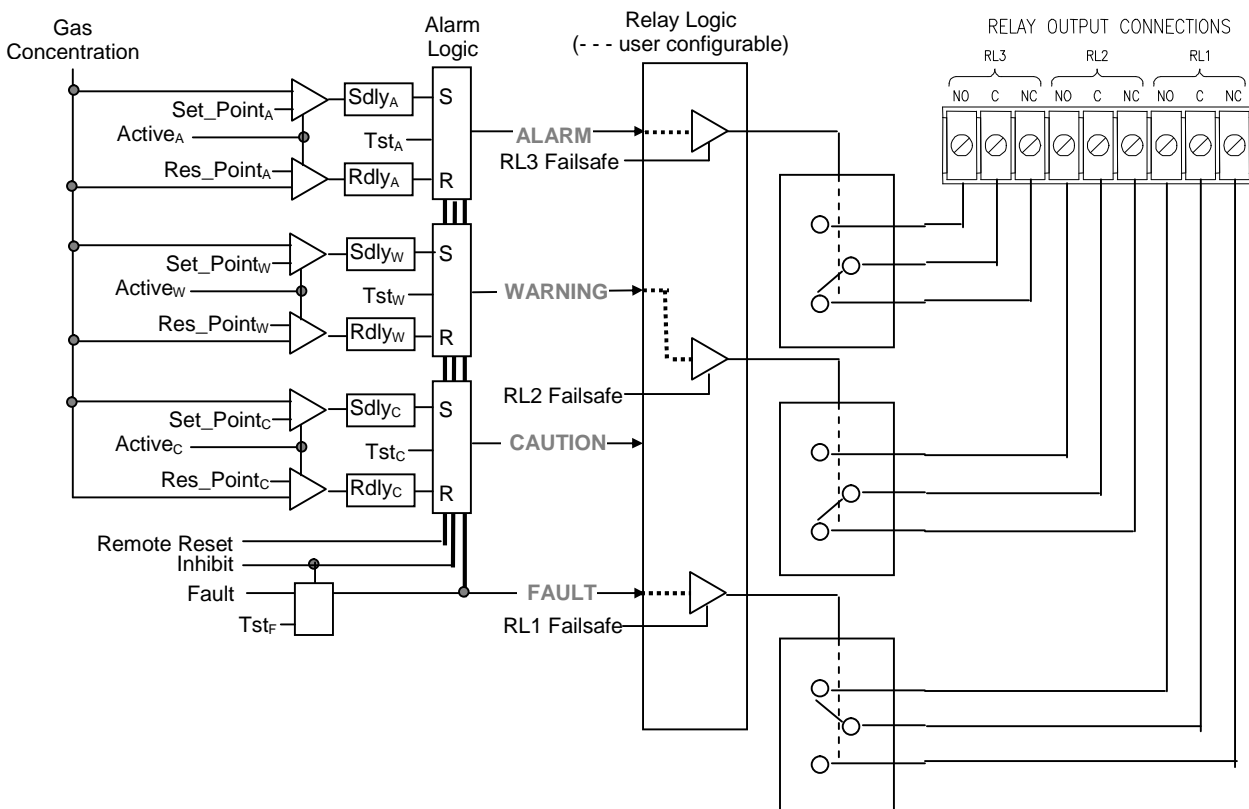 Gas
Concentration
Alarm
Logic
Relay Logic
(- - - user configurable)
RELAY OUTPUT CONNECTIONS
RL3 RL2 RL1
NO C NC NO C NC NO C NC
Set_PointA
SdlyA
S
ActiveA
TstA
ALARM
RL3 Failsafe
Res_PointA
RdlyA
R
Set_PointW
SdlyW
S
ActiveW
TstW
WARNING
Res_PointW
RdlyW
R
RL2 Failsafe
Set_PointC
SdlyC
S
ActiveC
TstC
CAUTION
Res_PointC
RdlyC
R
Remote Reset
Inhibit
Fault
FAULT
TstF
RL1 Failsafe